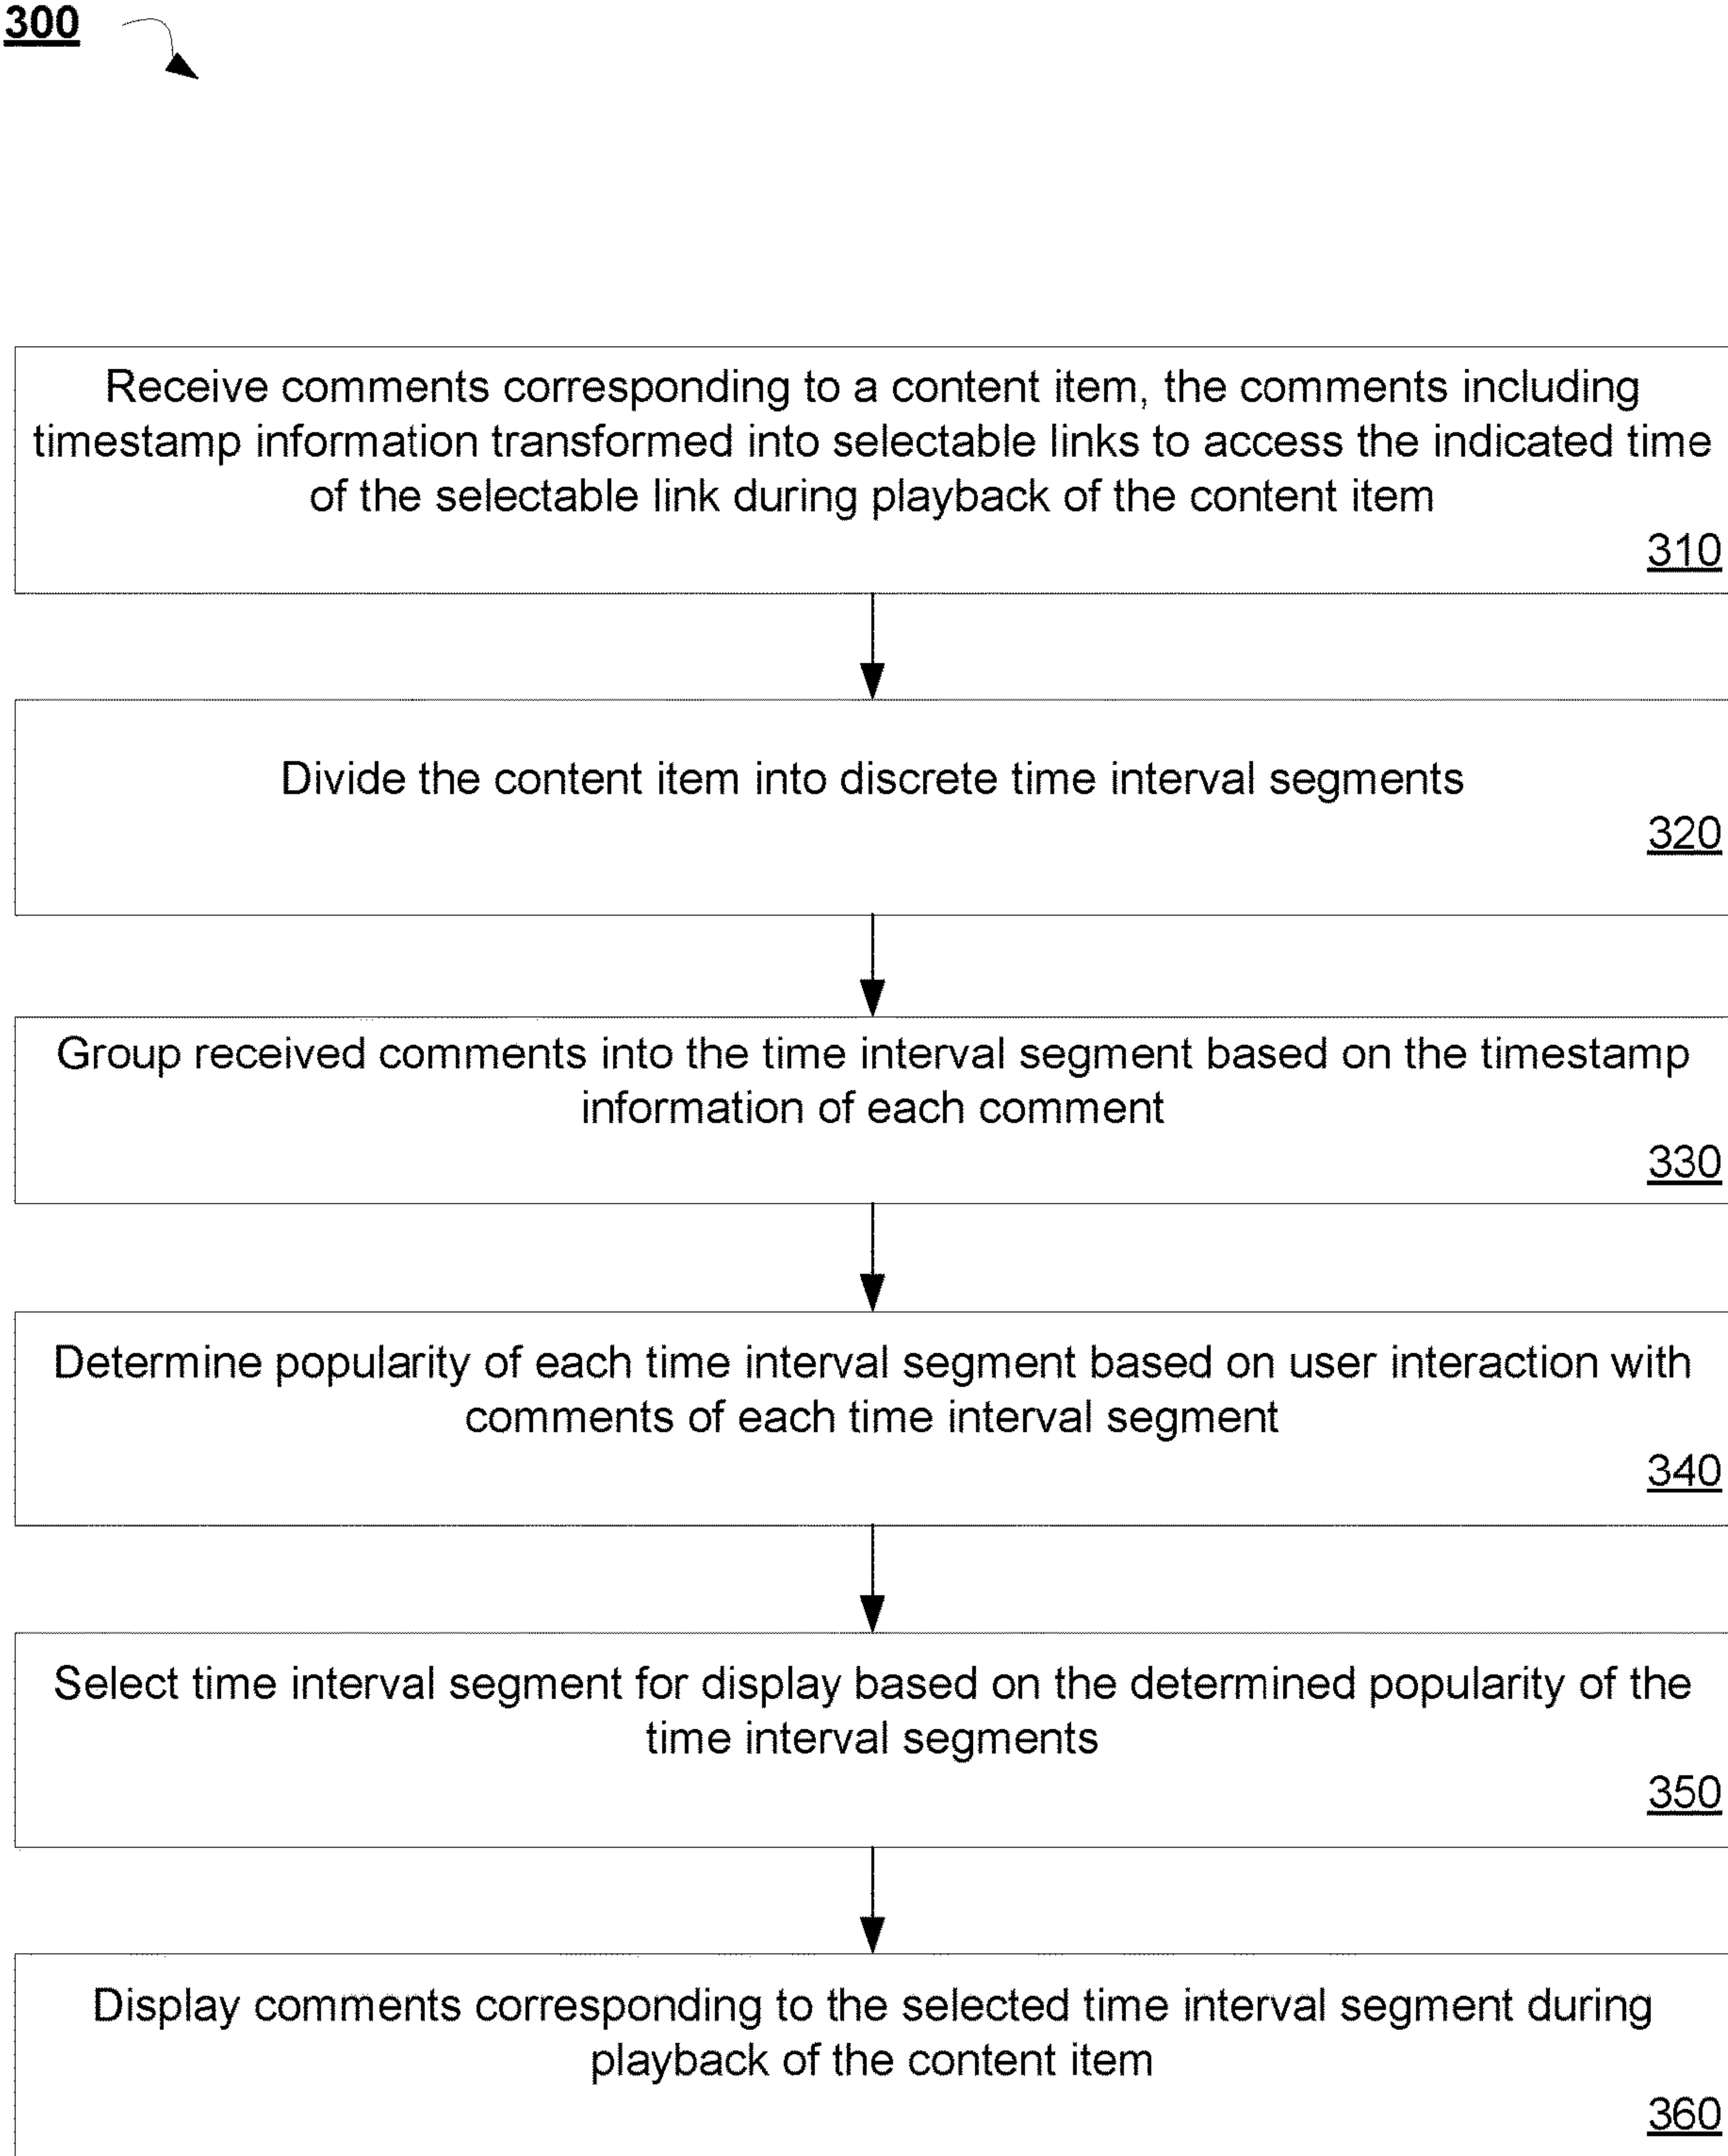 300
Receive comments corresponding to a content item, the comments including
timestamp information transformed into selectable links to access the indicated time
of the selectable link during playback of the content item
310
Divide the content item into discrete time interval segments
320
Group received comments into the time interval segment based on the timestamp
information of each comment
330
Determine popularity of each time interval segment based on user interaction with
comments of each time interval segment
340
Select time interval segment for display based on the determined popularity of the
time interval segments
350
Display comments corresponding to the selected time interval segment during
playback of the content item
360